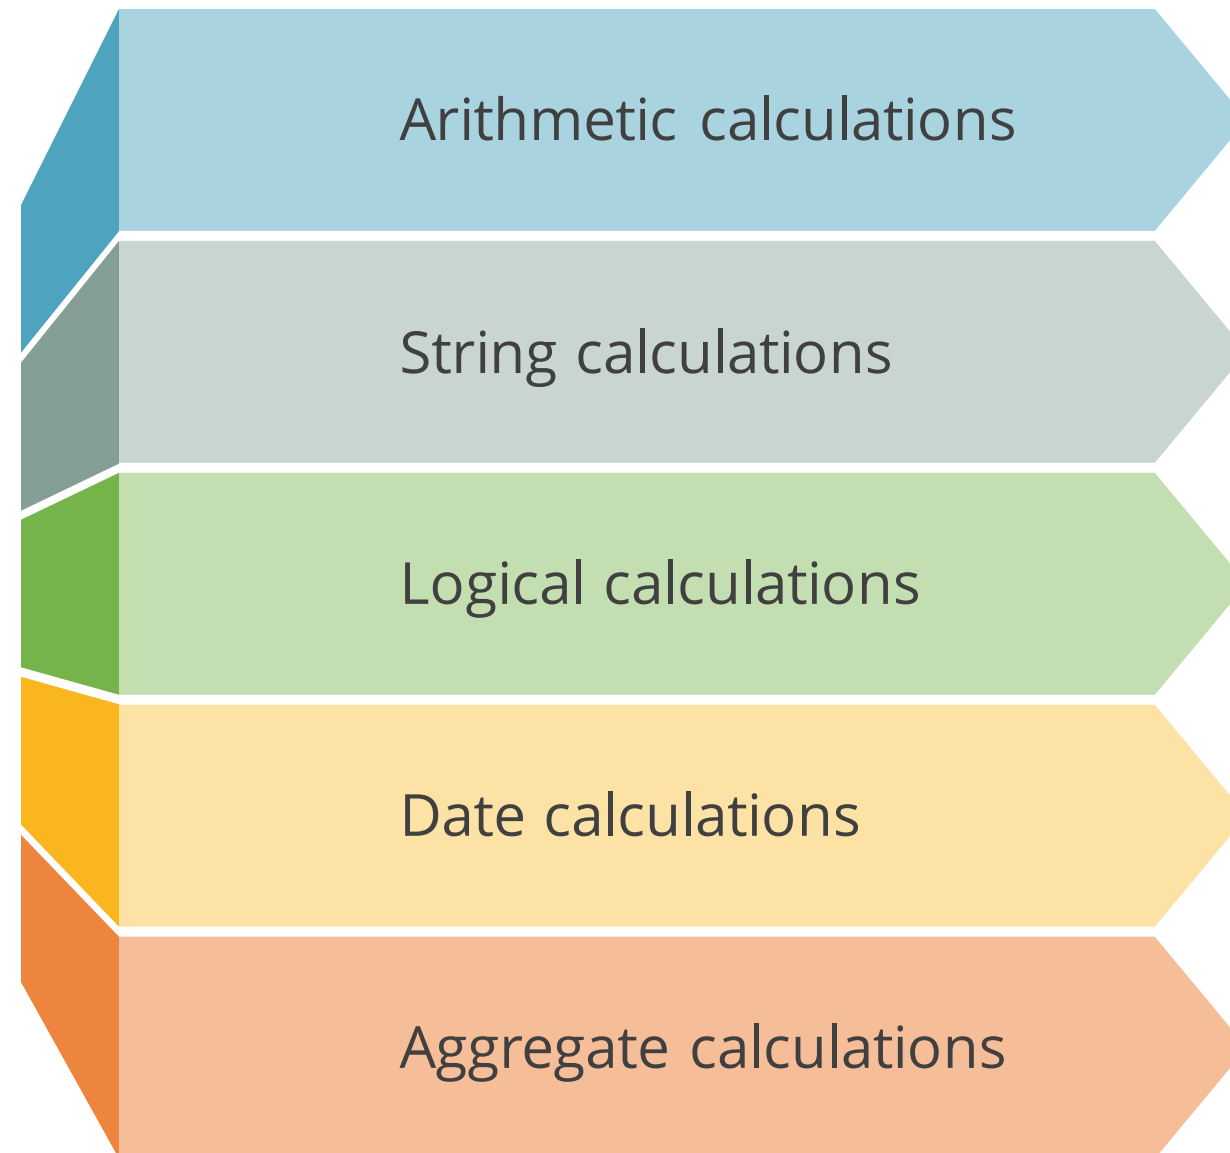 Arithmetic calculations
String calculations
Logical calculations
Date calculations
Aggregate calculations